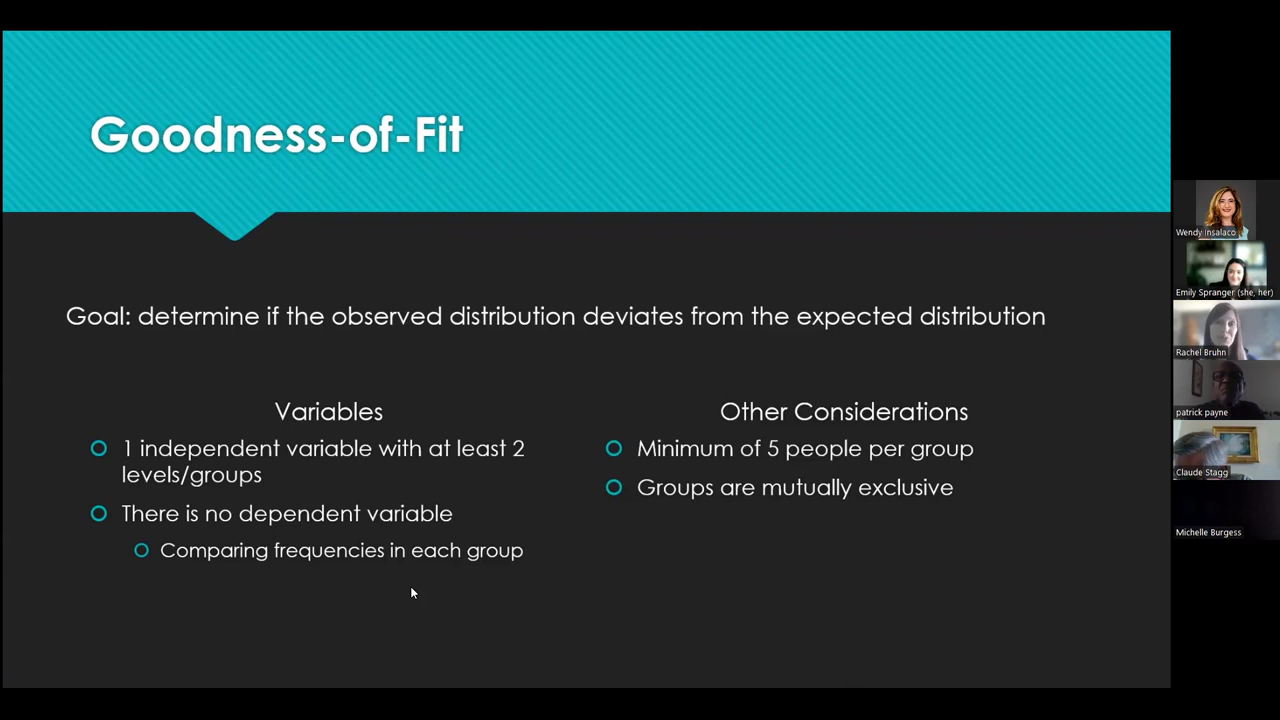 Goodness-of-Fit
Goal: determine if the observed distribution deviates from the expected distribution
Variables
1 independent variable with at least 2
levels/groups
There is no dependent variable
Comparing frequencies in each group
Other Considerations
Minimum of 5 people per group
Groups are mutually exclusive
Wendy Insalaco
Emily Spranger (she, her)
Rachel Bruhn
patrick payne
Claude Stagg
Michelle Burgess